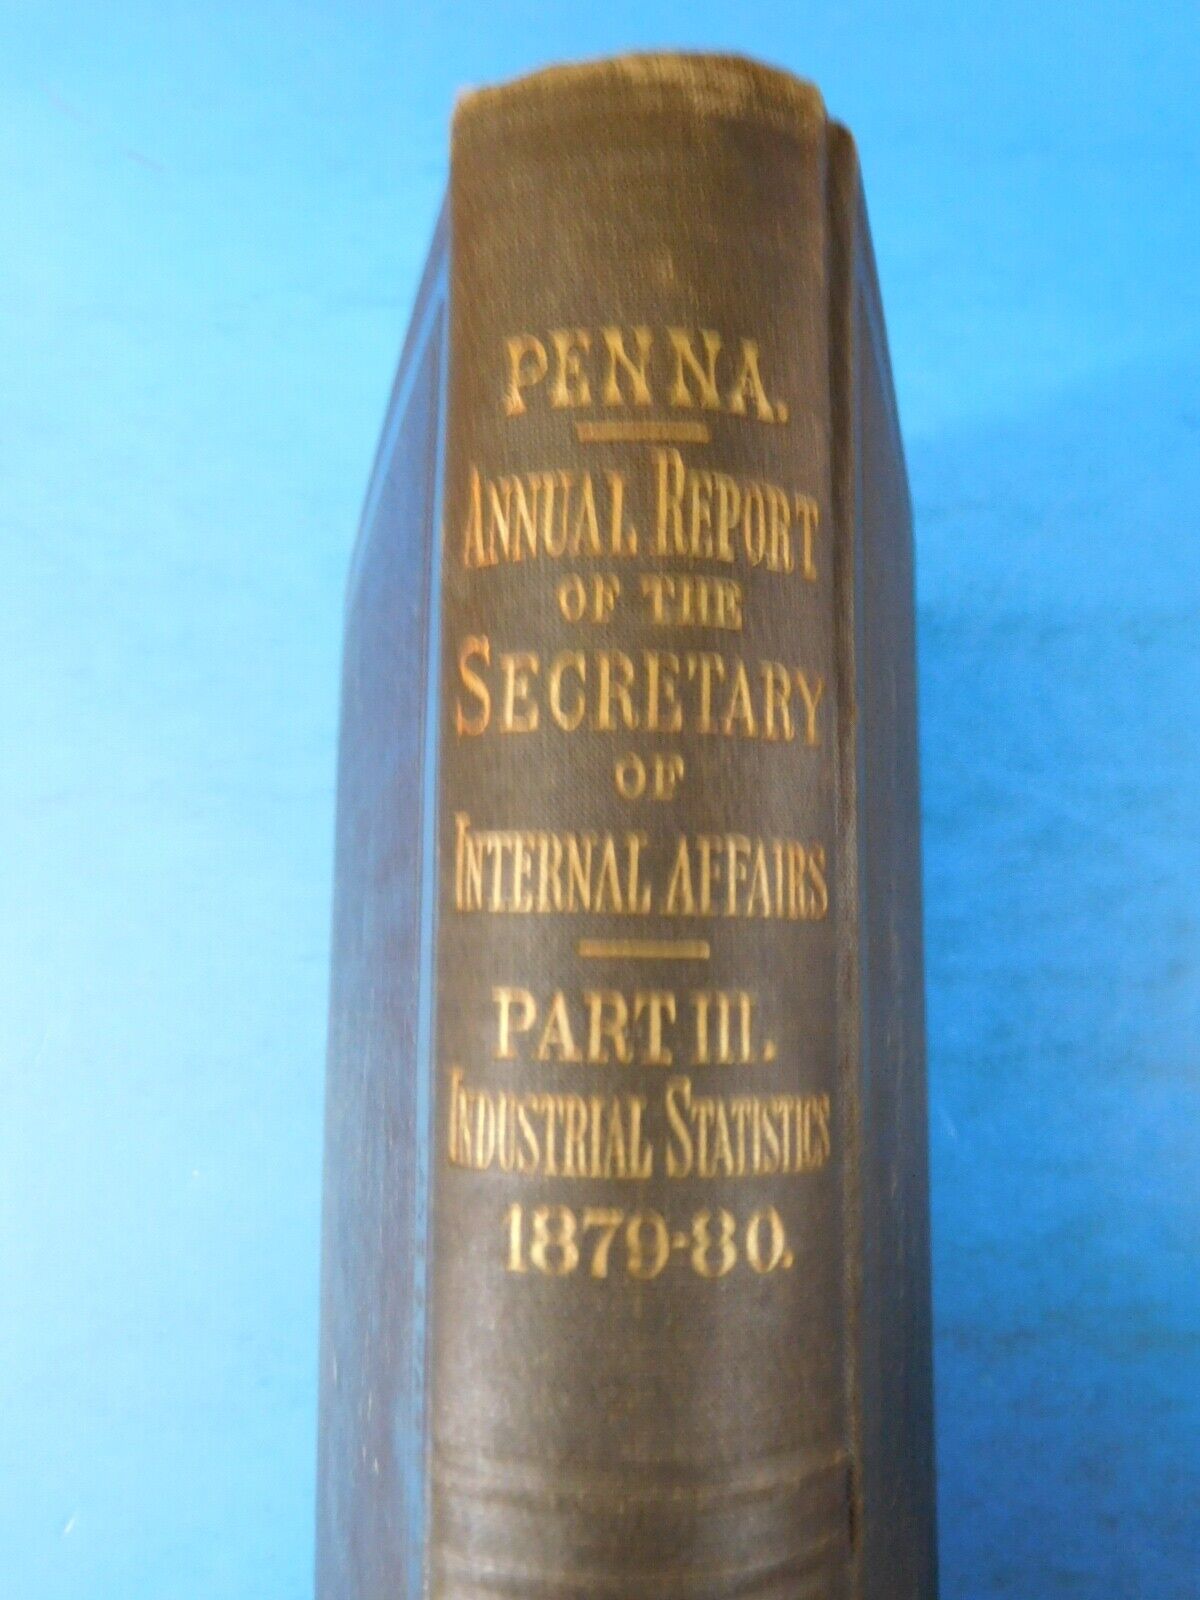 PENNA.
ANNUAL REPORT
OF THE
SECRETARY
OF
INTERNAL AFFAIRS
PART III.
INDUSTRIAL STATISTICS
1879-80.